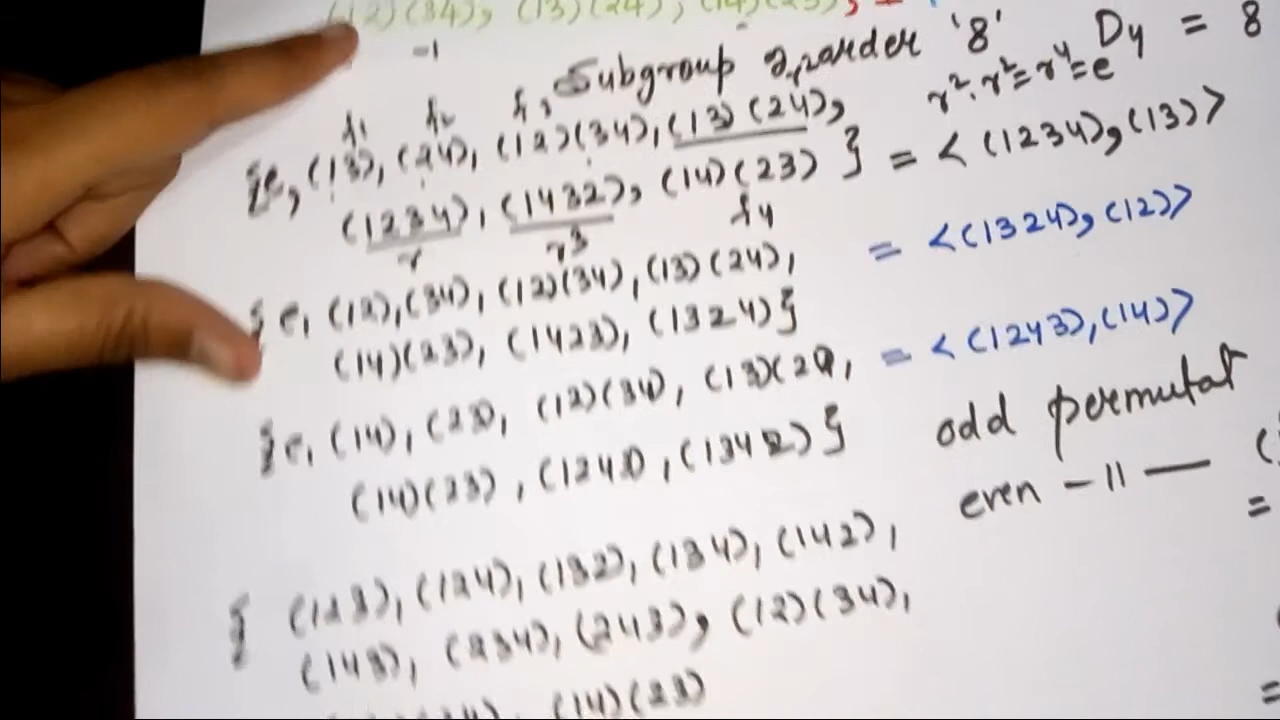 (12)(34), (13)(24), (14)(23),
-1
Subgroup of order '8' D4 = 8
r².r²=r⁴=e
{e, (13), (24), (12)(34), (13)(24),
(1234), (1432), (14)(23) } = < (1234), (13)>
r r³
{e, (12), (34), (12)(34), (13)(24), = <(1324), (12)>
(14)(23), (1423), (1324)}
{e, (14), (23), (12)(34), (13)(24, = <(1243), (14)>
(14)(23), (1243), (1342) }
odd permutat
even -11-
{ (123), (124), (132), (134), (142),
(143), (234), (243), (12)(34),
(14)(23)